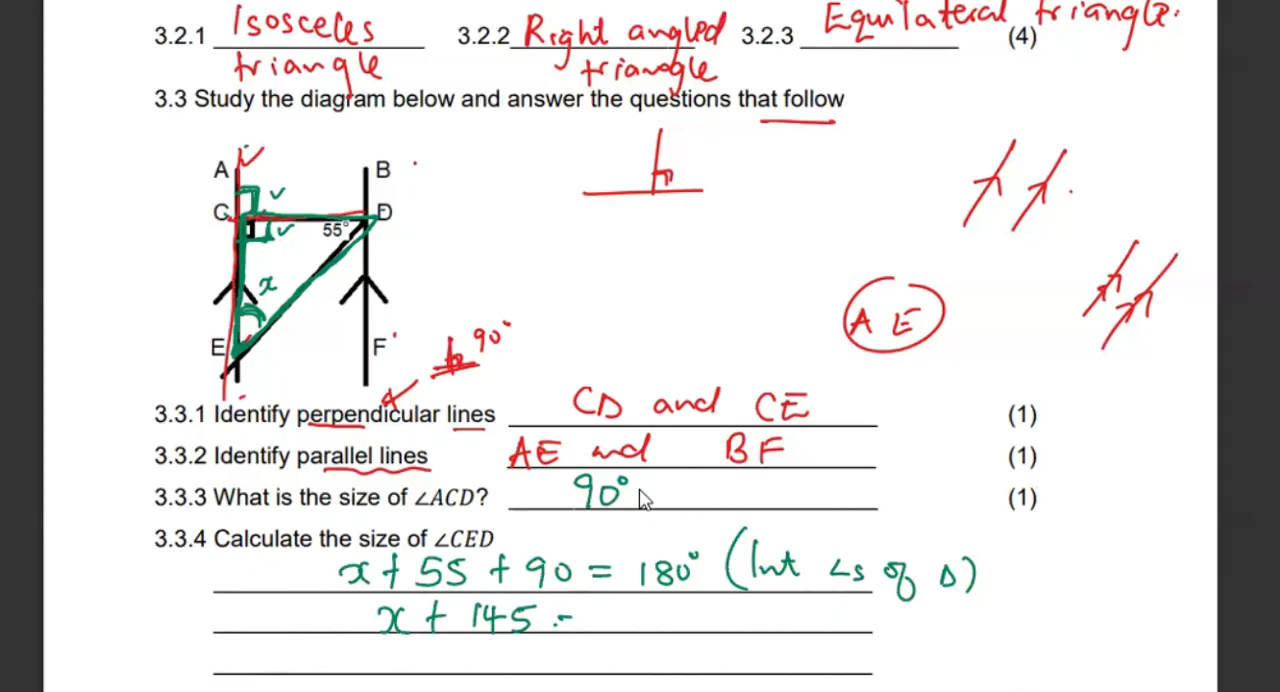 3.2.1 Isosceles triangle 3.2.2 Right angled triangle 3.2.3 Equilateral triangle. (4)
3.3 Study the diagram below and answer the questions that follow
A B
C D
55°
x
A E
E F
90°
3.3.1 Identify perpendicular lines CD and CE (1)
3.3.2 Identify parallel lines AE and BF (1)
3.3.3 What is the size of ∠ACD? 90° (1)
3.3.4 Calculate the size of ∠CED
x + 55 + 90 = 180° (Int ∠s of Δ)
x + 145 =